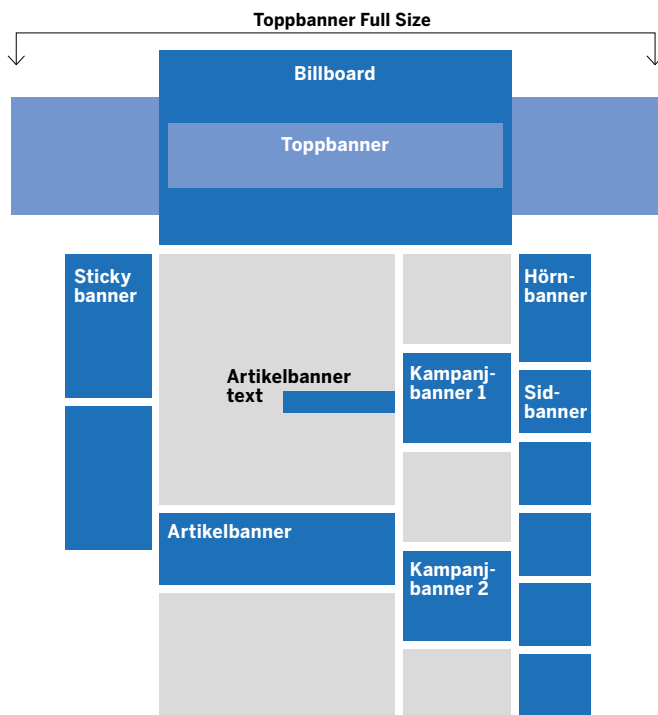 Toppbanner Full Size
Billboard
Toppbanner
Sticky
banner
Hörn-
banner
Artikelbanner
text
Kampanj-
banner 1
Sid-
banner
Artikelbanner
Kampanj-
banner 2